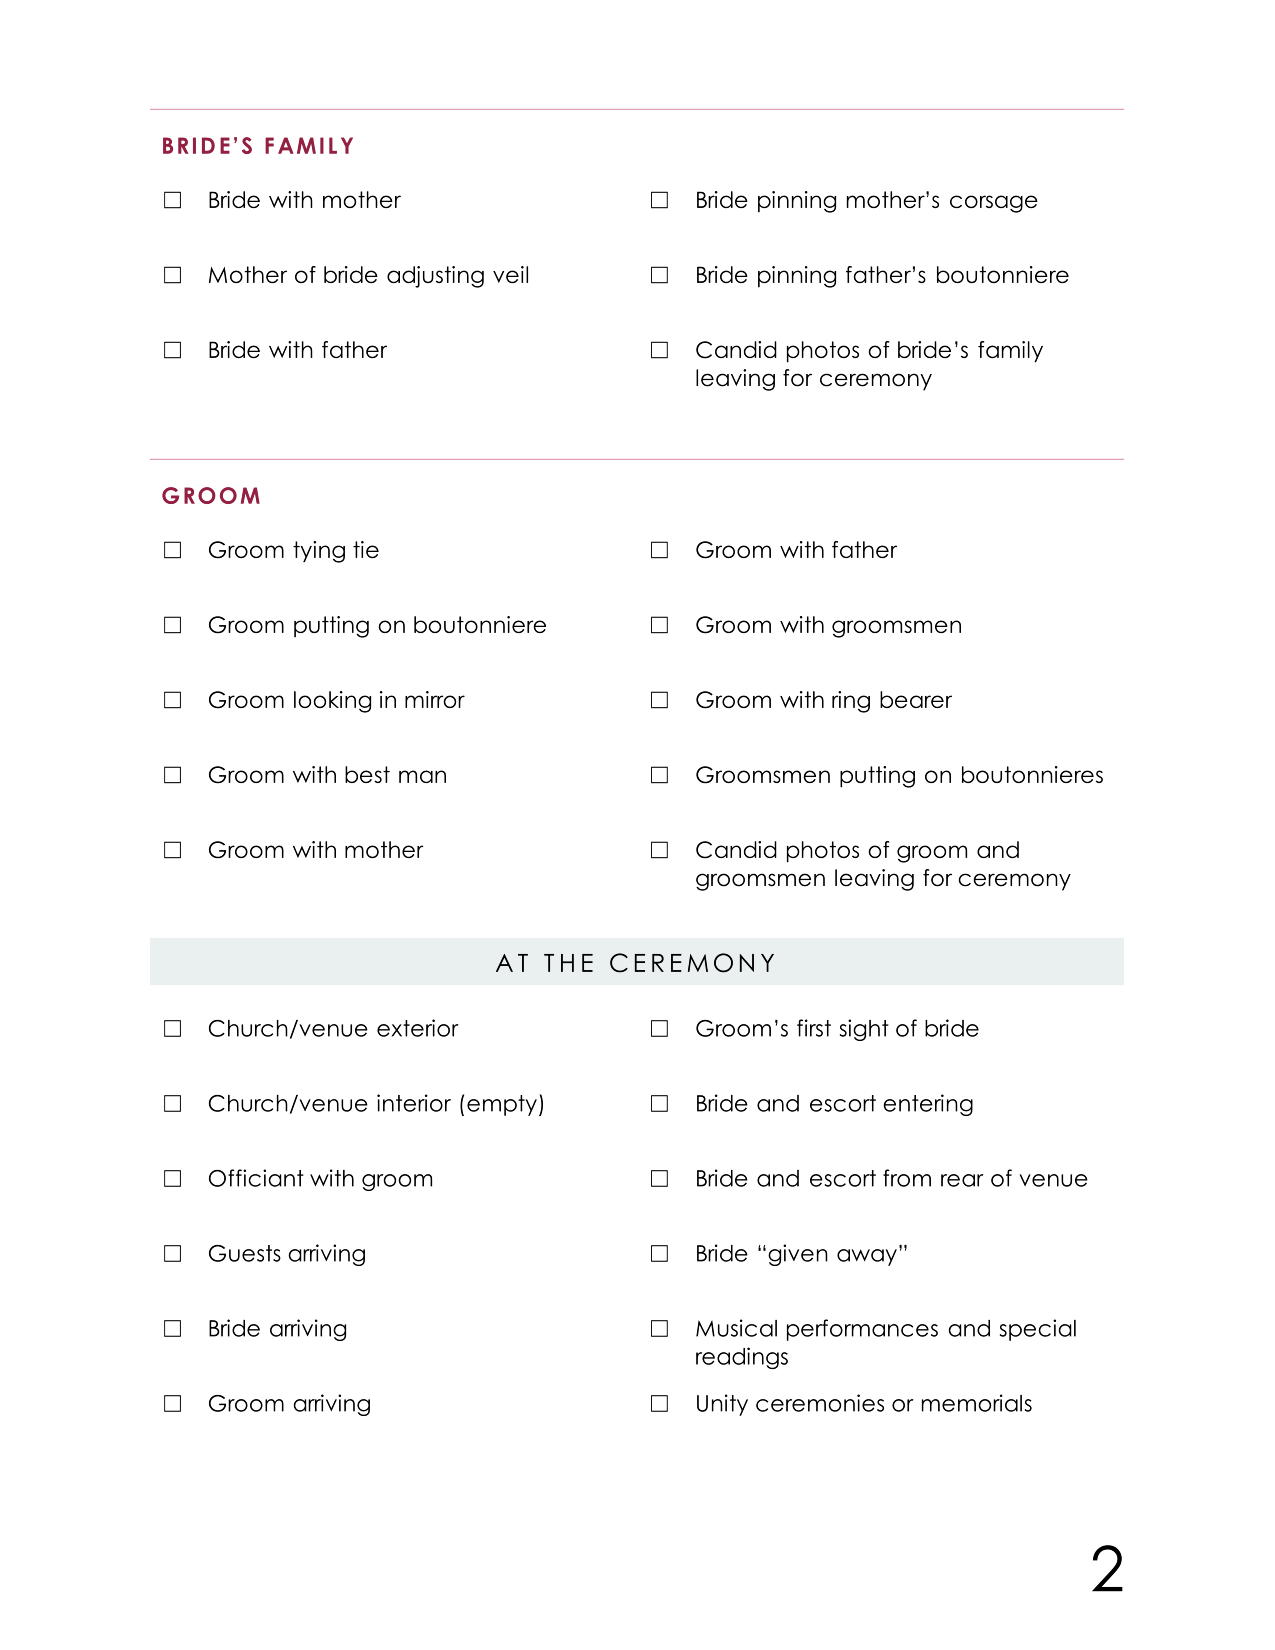 BRIDE’S FAMILY
☐ Bride with mother
☐ Mother of bride adjusting veil
☐ Bride with father
☐ Bride pinning mother’s corsage
☐ Bride pinning father’s boutonniere
☐ Candid photos of bride’s family
leaving for ceremony
GROOM
☐ Groom tying tie
☐ Groom putting on boutonniere
☐ Groom looking in mirror
☐ Groom with best man
☐ Groom with mother
☐ Groom with father
☐ Groom with groomsmen
☐ Groom with ring bearer
☐ Groomsmen putting on boutonnieres
☐ Candid photos of groom and
groomsmen leaving for ceremony
AT THE CEREMONY
☐ Church/venue exterior
☐ Church/venue interior (empty)
☐ Officiant with groom
☐ Guests arriving
☐ Bride arriving
☐ Groom arriving
☐ Groom’s first sight of bride
☐ Bride and escort entering
☐ Bride and escort from rear of venue
☐ Bride “given away”
☐ Musical performances and special
readings
☐ Unity ceremonies or memorials
2